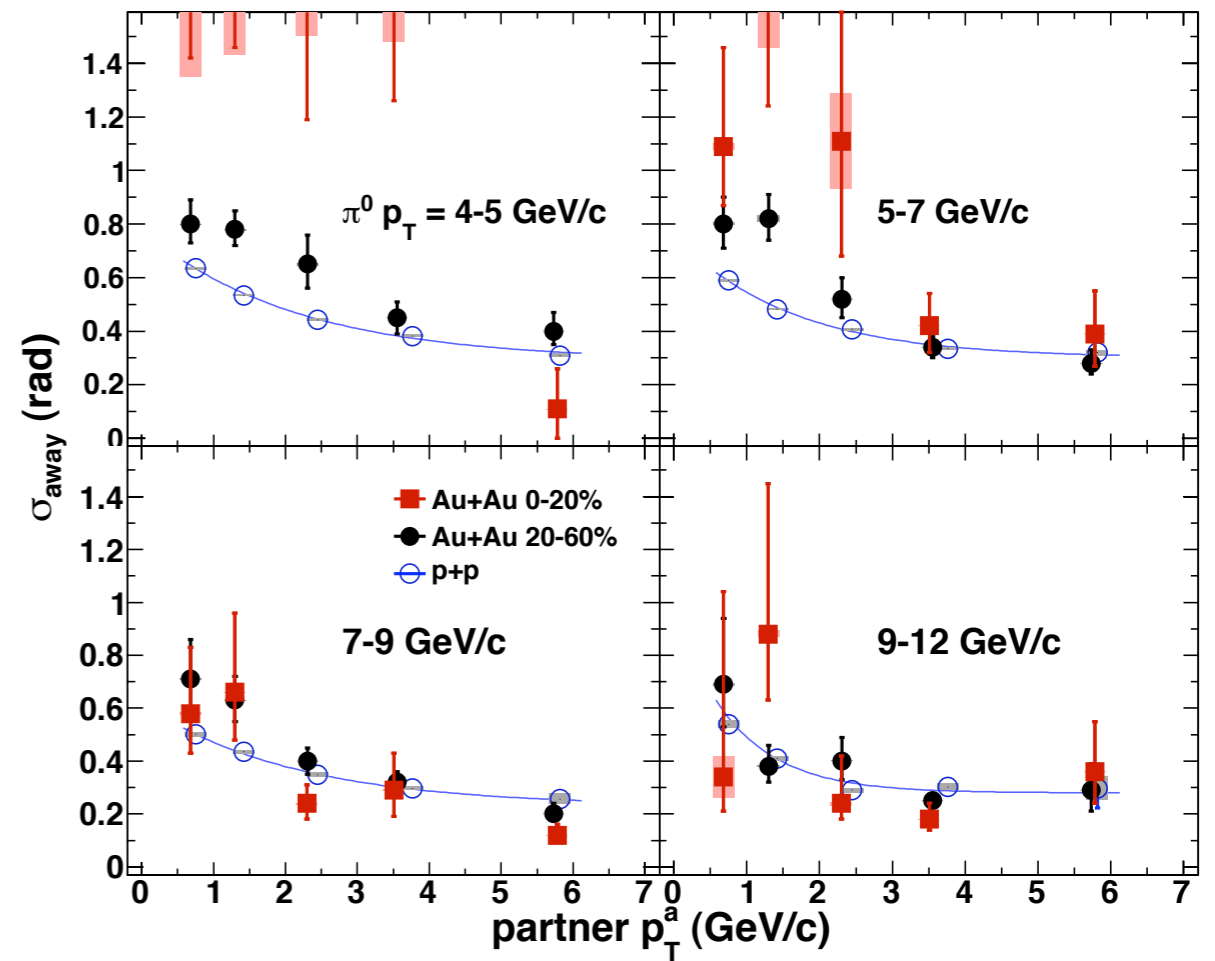 1.4
1.2
1
0.8
0.6
0.4
0.2
0
π⁰ p_T = 4-5 GeV/c
5-7 GeV/c
σ_away (rad)
1.4
1.2
1
0.8
0.6
0.4
0.2
0
Au+Au 0-20%
Au+Au 20-60%
p+p
7-9 GeV/c
9-12 GeV/c
0 1 2 3 4 5 6 7 0 1 2 3 4 5 6 7
partner p_T^a (GeV/c)